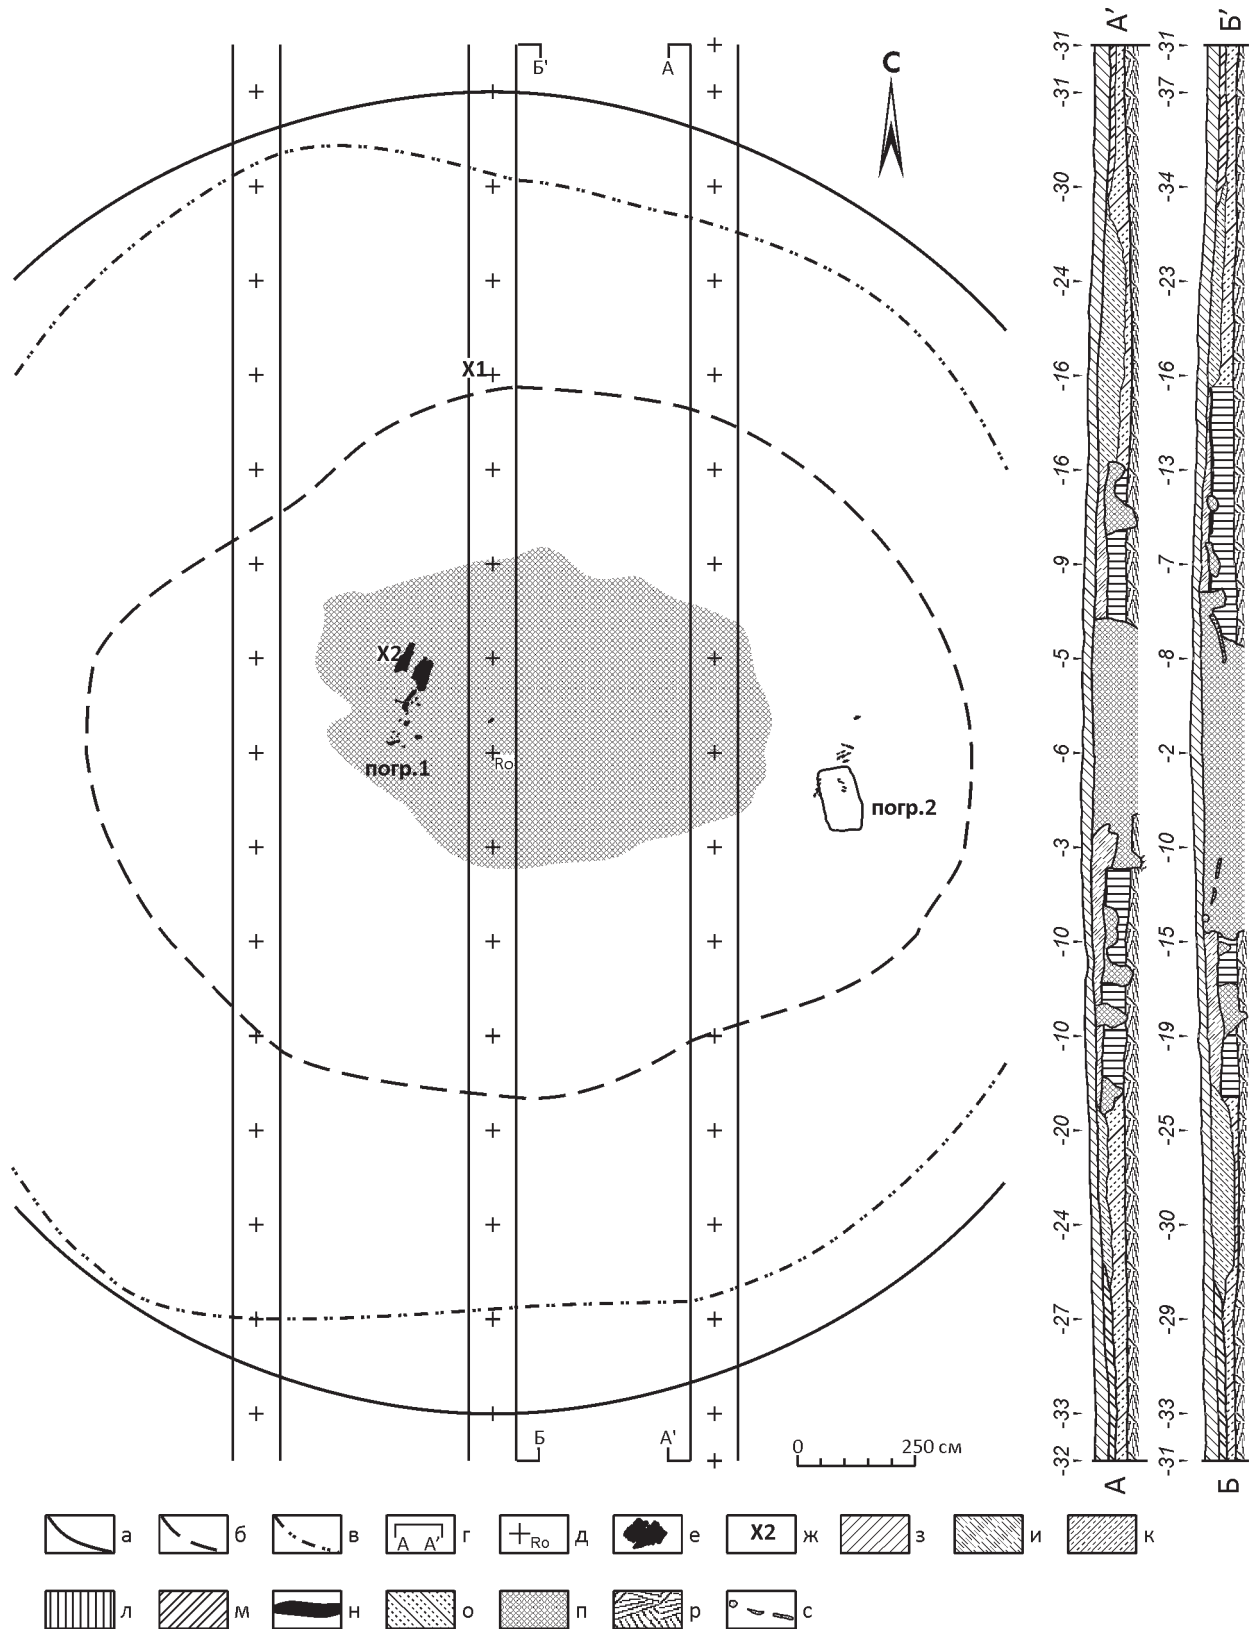 Б' А С А' Б'
-31 -31
-31 -37
-30 -34
-24 -23
Х1 -16 -16
-16 -13
-9 -7
Х2 -5 -8
погр.1 Ro -6 -2
погр.2
-3 -10
-10 -15
-10 -19
-20 -25
-24 -30
-27 -29
-33 -33
Б А' 0 250 см -32 -31
А Б
а б в А А' г Ro д е Х2 ж з и к
л м н о п р с